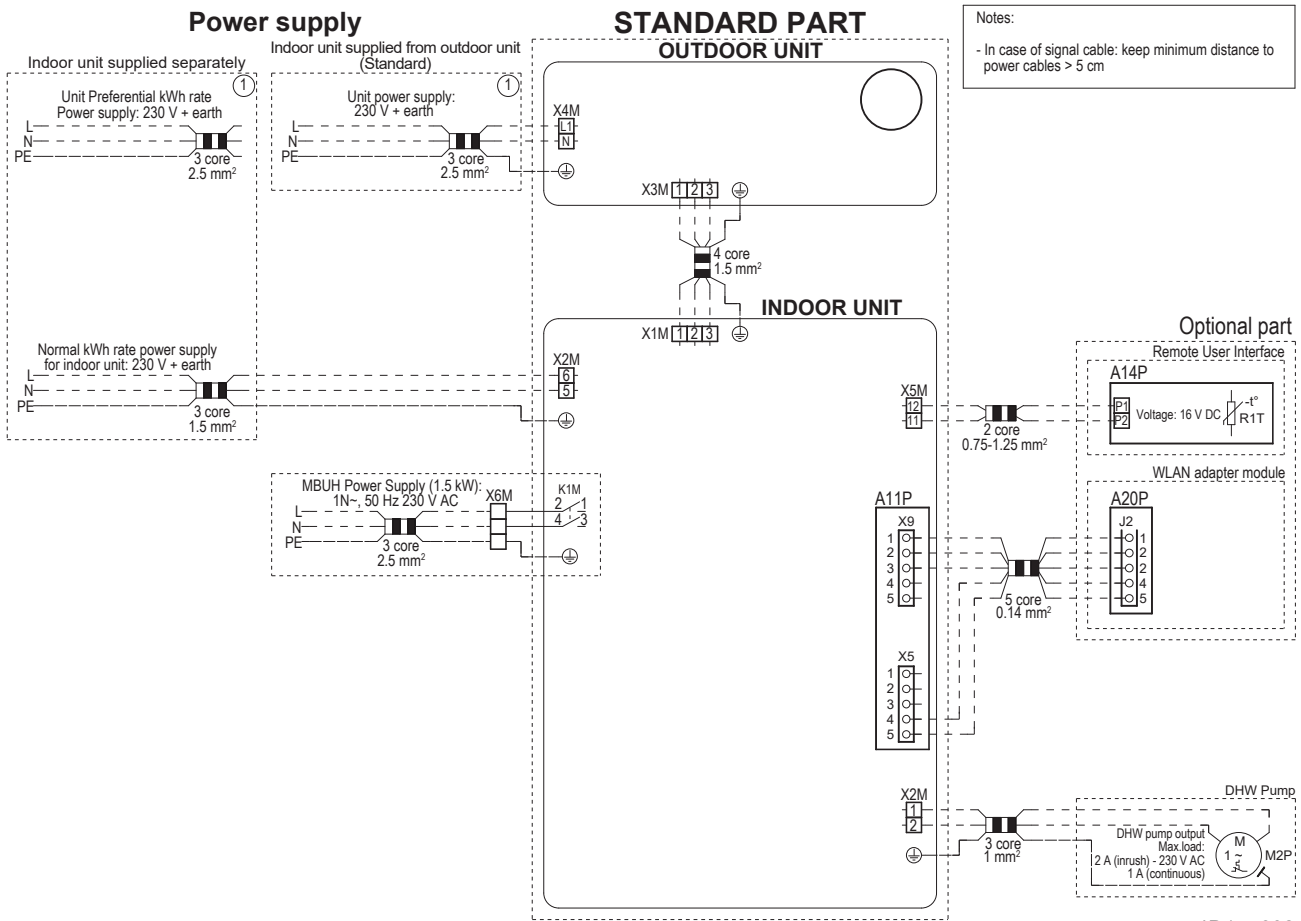 Power supply
STANDARD PART
Notes:
- In case of signal cable: keep minimum distance to
power cables > 5 cm
Indoor unit supplied separately
1
Unit Preferential kWh rate
Power supply: 230 V + earth
L
N
PE
3 core
2.5 mm²
Indoor unit supplied from outdoor unit
(Standard)
1
Unit power supply:
230 V + earth
L
N
PE
3 core
2.5 mm²
OUTDOOR UNIT
X4M
L1
N
X3M 1 2 3
4 core
1.5 mm²
INDOOR UNIT
X1M 1 2 3
Normal kWh rate power supply
for indoor unit: 230 V + earth
L
N
PE
3 core
1.5 mm²
X2M
6
5
MBUH Power Supply (1.5 kW):
1N~, 50 Hz 230 V AC
L
N
PE
3 core
2.5 mm²
X6M
K1M
2 1
4 3
X5M
12
11
2 core
0.75-1.25 mm²
Optional part
Remote User Interface
A14P
P1
P2
Voltage: 16 V DC
-t°
R1T
WLAN adapter module
A11P
X9
1
2
3
4
5
5 core
0.14 mm²
A20P
J2
1
2
2
4
5
X5
1
2
3
4
5
X2M
1
2
3 core
1 mm²
DHW Pump
DHW pump output
Max.load:
2 A (inrush) - 230 V AC
1 A (continuous)
M
1 ~
M2P